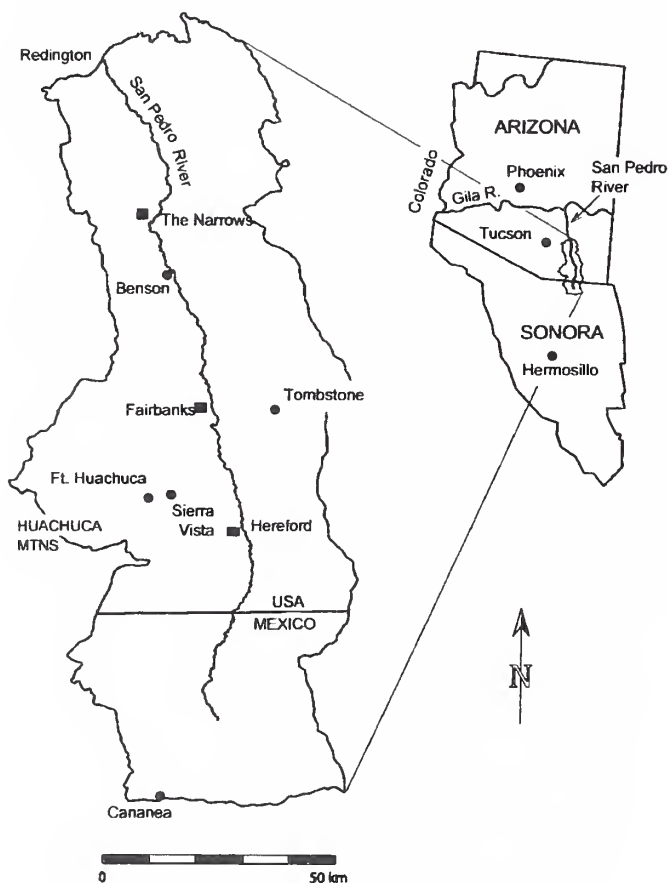 Redington
San Pedro River
The Narrows
Benson
Fairbanks
Tombstone
Ft. Huachuca
Sierra
Vista
Hereford
HUACHUCA
MTNS
USA
MEXICO
Cananea
0
50 km
ARIZONA
Phoenix
San Pedro
River
Colorado
Gila R.
Tucson
SONORA
Hermosillo
N